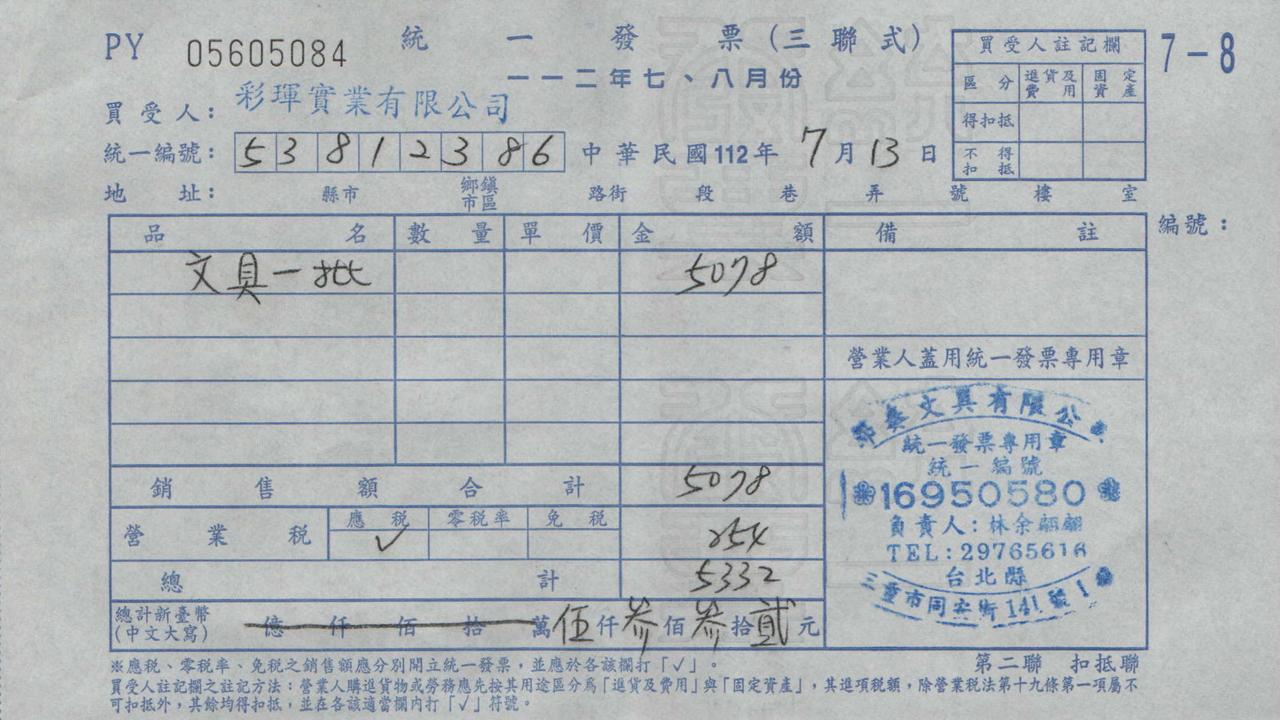 PY 05605084 統一發票(三聯式)
一一二年七、八月份
7-8
買受人註記欄
區分 進貨及費用 固定資產
得扣抵
不得扣抵
買受人: 彩琿實業有限公司
統一編號: 53812386 中華民國112年 7月13日
地址: 縣市 鄉鎮市區 路街 段 巷 弄 號 樓 室
編號:
品名 數量 單價 金額 備註
文具一批 5078
營業人蓋用統一發票專用章
文具有限公
統一發票專用章
統一編號
16950580
負責人:林余
TEL:29765616
台北縣
三重市同安街141號1
銷售額合計 5078
營業稅 應稅 ✓ 零稅率 免稅 254
總計 5332
總計新臺幣(中文大寫) 億仟佰拾萬伍仟參佰參拾貳元
第二聯 扣抵聯
※應稅、零稅率、免稅之銷售額應分別開立統一發票,並應於各該欄打「✓」。
買受人註記欄之註記方法:營業人購進貨物或勞務應先按其用途區分為「進貨及費用」與「固定資產」,其進項稅額,除營業稅法第十九條第一項屬不
可扣抵外,其餘均得扣抵,並在各該適當欄內打「✓」符號。